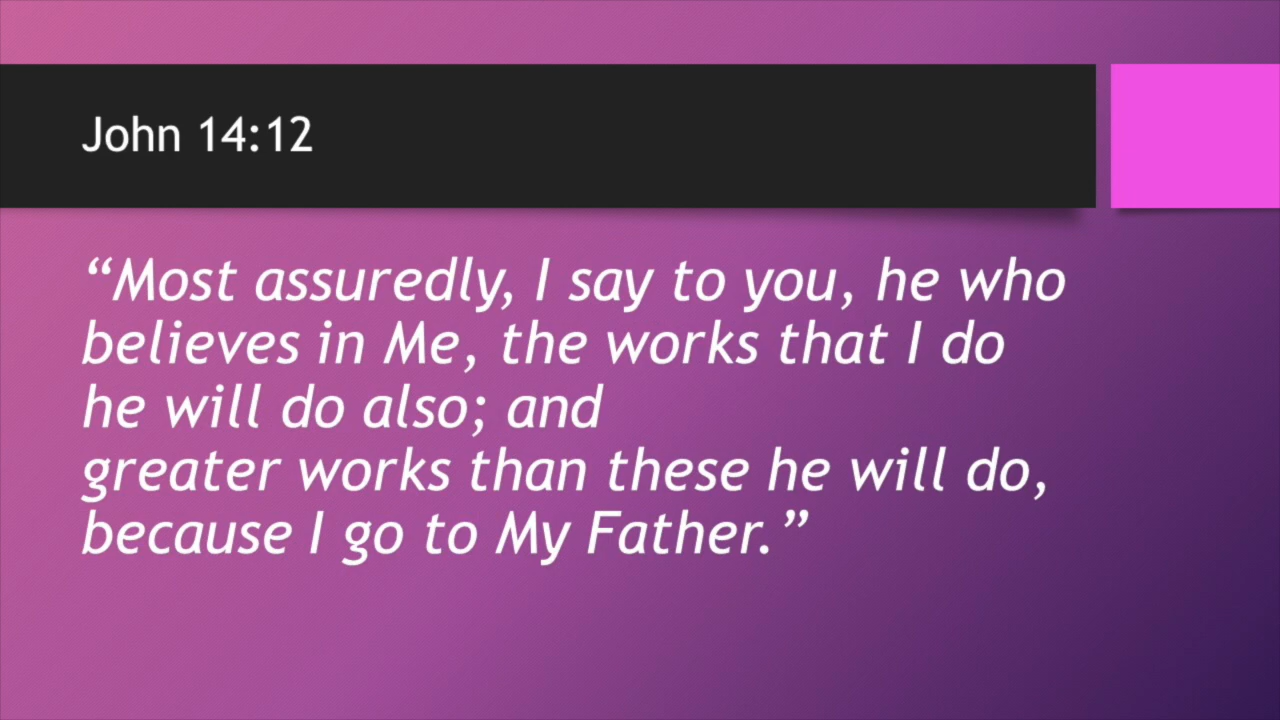 John 14:12
“Most assuredly, I say to you, he who
believes in Me, the works that I do
he will do also; and
greater works than these he will do,
because I go to My Father.”